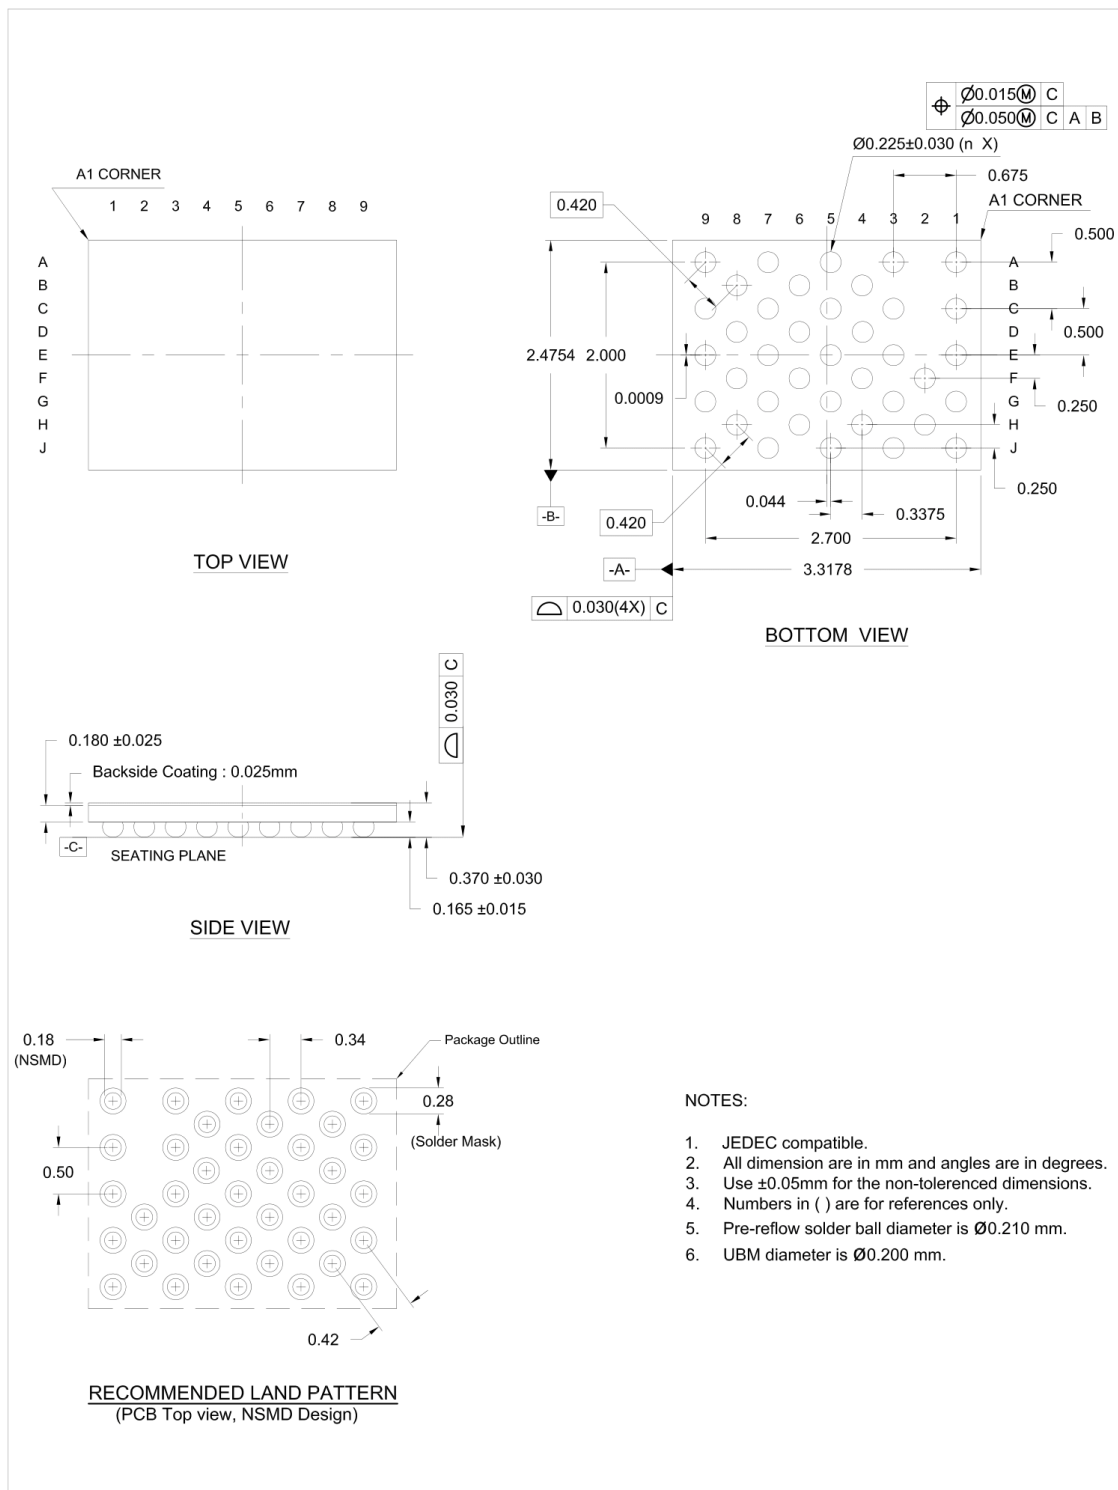 Ø0.015Ⓜ C
Ø0.050Ⓜ C A B
Ø0.225±0.030 (n X)
0.675
A1 CORNER
A1 CORNER
1 2 3 4 5 6 7 8 9
0.420
9 8 7 6 5 4 3 2 1
0.500
A
B
C
D
E
F
G
H
J
A
B
C
D
E
F
G
H
J
0.500
2.4754
2.000
0.0009
0.250
0.250
0.044
0.3375
-B-
0.420
2.700
-A-
3.3178
0.030(4X) C
TOP VIEW
BOTTOM VIEW
0.030 C
0.180 ±0.025
Backside Coating : 0.025mm
-C-
SEATING PLANE
0.370 ±0.030
0.165 ±0.015
SIDE VIEW
0.18
(NSMD)
0.34
Package Outline
0.28
(Solder Mask)
0.50
0.42
RECOMMENDED LAND PATTERN
(PCB Top view, NSMD Design)
NOTES:
1. JEDEC compatible.
2. All dimension are in mm and angles are in degrees.
3. Use ±0.05mm for the non-tolerenced dimensions.
4. Numbers in ( ) are for references only.
5. Pre-reflow solder ball diameter is Ø0.210 mm.
6. UBM diameter is Ø0.200 mm.